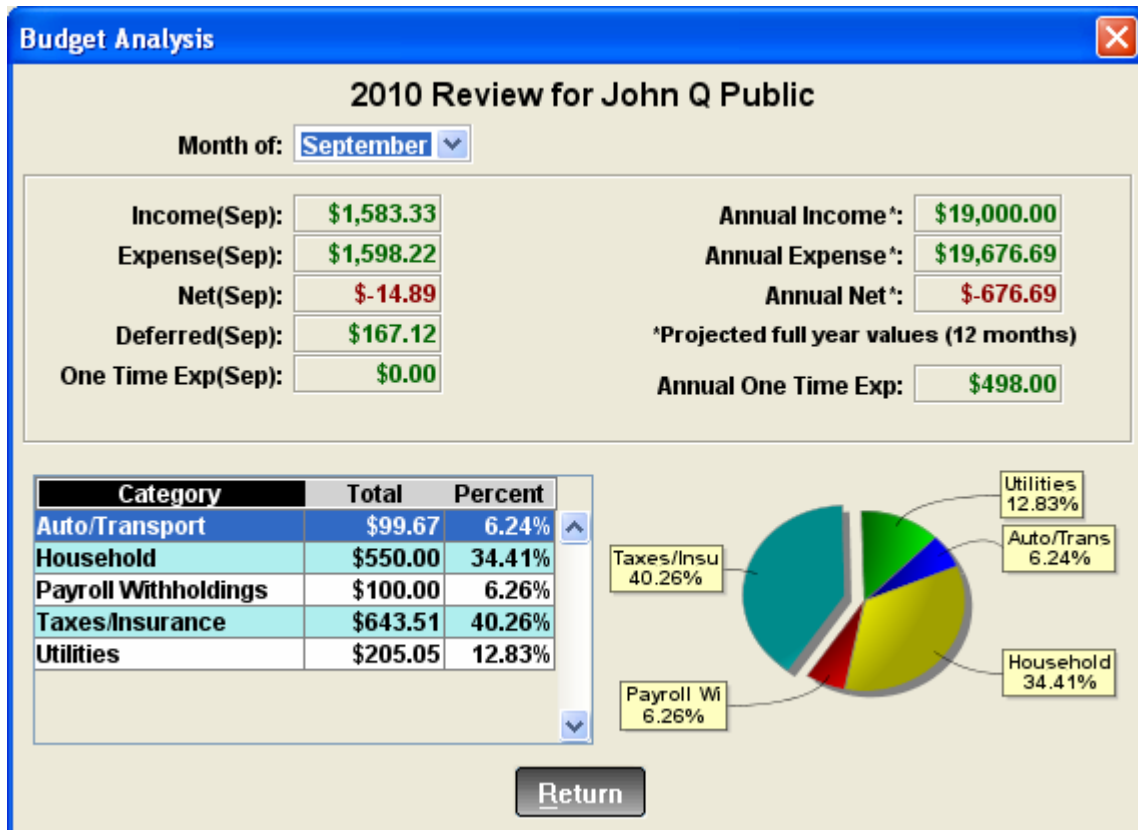 Budget Analysis
2010 Review for John Q Public
Month of: September
Income(Sep): $1,583.33
Expense(Sep): $1,598.22
Net(Sep): $-14.89
Deferred(Sep): $167.12
One Time Exp(Sep): $0.00
Annual Income*: $19,000.00
Annual Expense*: $19,676.69
Annual Net*: $-676.69
*Projected full year values (12 months)
Annual One Time Exp: $498.00
Category Total Percent
Auto/Transport $99.67 6.24%
Household $550.00 34.41%
Payroll Withholdings $100.00 6.26%
Taxes/Insurance $643.51 40.26%
Utilities $205.05 12.83%
Utilities
12.83%
Auto/Trans
6.24%
Taxes/Insu
40.26%
Household
34.41%
Payroll Wi
6.26%
Return